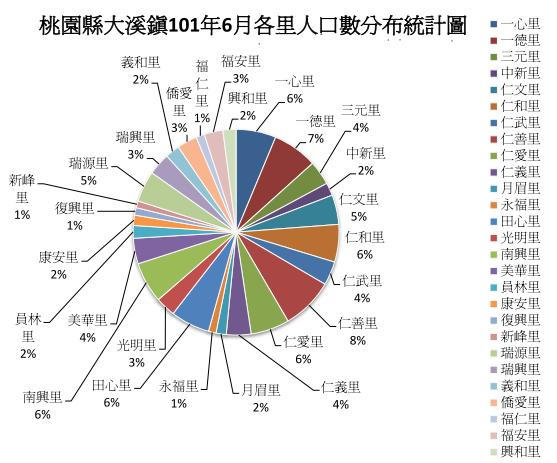 桃園縣大溪鎮101年6月各里人口數分布統計圖
一心里
6%
一德里
7%
三元里
4%
中新里
2%
仁文里
5%
仁和里
6%
仁武里
4%
仁善里
8%
仁愛里
6%
仁義里
4%
月眉里
2%
永福里
1%
田心里
6%
光明里
3%
南興里
6%
美華里
4%
員林
里
2%
康安里
2%
復興里
1%
新峰
里
1%
瑞源里
5%
瑞興里
3%
義和里
2%
僑愛
里
3%
福
仁
里
1%
福安里
3%
興和里
2%
一心里
一德里
三元里
中新里
仁文里
仁和里
仁武里
仁善里
仁愛里
仁義里
月眉里
永福里
田心里
光明里
南興里
美華里
員林里
康安里
復興里
新峰里
瑞源里
瑞興里
義和里
僑愛里
福仁里
福安里
興和里